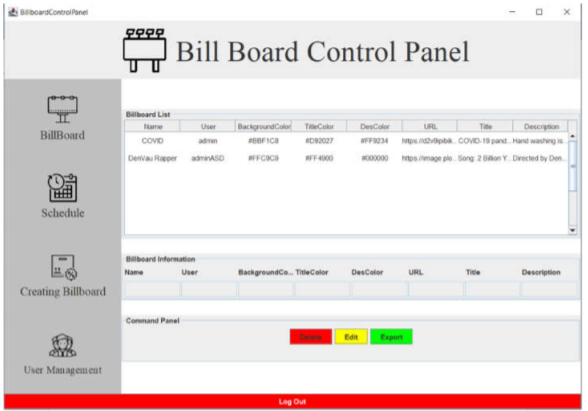 BillboardControlPanel
Bill Board Control Panel
BillBoard
Schedule
Creating Billboard
User Management
Billboard List
Name User BackgroundColor TitleColor DesColor URL Title Description
COVID admin #BBF1C8 #D92027 #FF9234 COVID-19 pand... Hand washing is...
DenVau Rapper adminASD #FFC9C9 #FF4900 #000000 https://image.plo... Song: 2 Billion Y... Directed by Den...
Billboard Information
Name User BackgroundCo... TitleColor DesColor URL Title Description
Command Panel
Delete Edit Export
Log Out